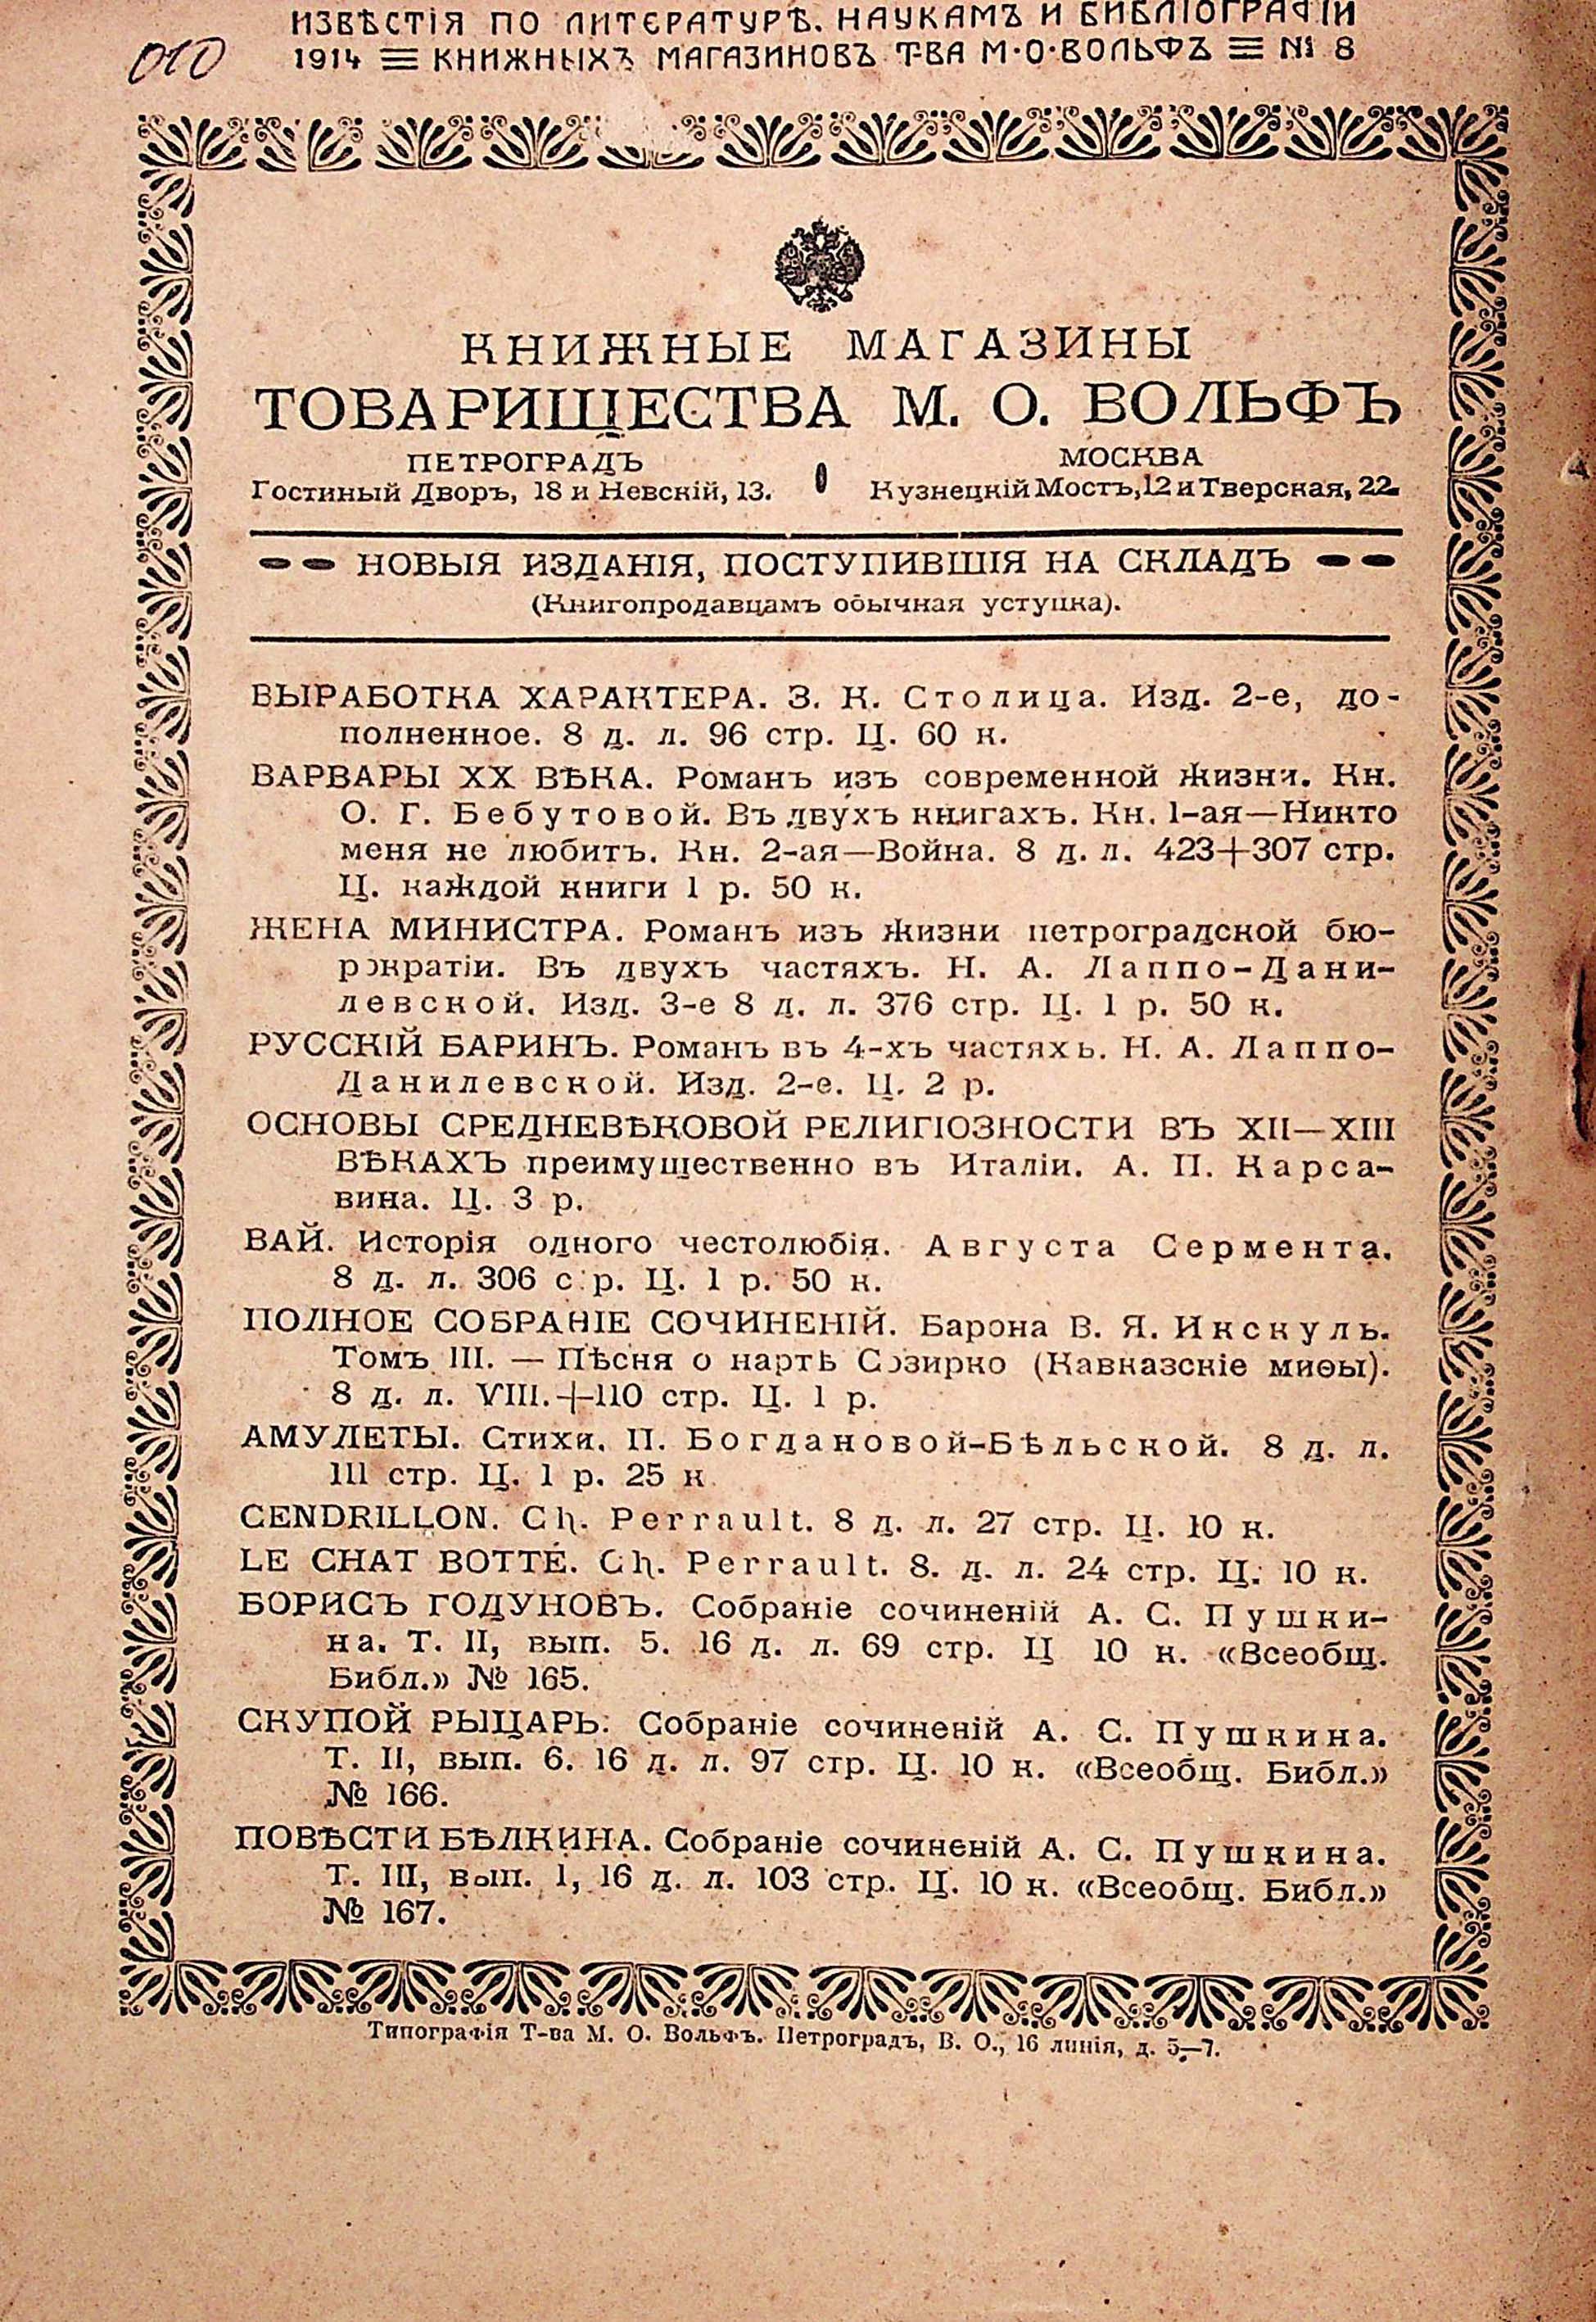 ИЗВѢСТІЯ ПО ЛИТЕРАТУРѢ. НАУКАМЪ И БИБЛІОГРАФІИ
1914 ☰ КНИЖНЫХЪ МАГАЗИНОВЪ Т-ВА М·О·ВОЛЬФЪ ☰ № 8
010
КНИЖНЫЕ МАГАЗИНЫ
ТОВАРИЩЕСТВА М. О. ВОЛЬФЪ
ПЕТРОГРАДЪ
Гостиный Дворъ, 18 и Невскій, 13.
МОСКВА
Кузнецкій Мостъ, 12 и Тверская, 22.
НОВЫЯ ИЗДАНІЯ, ПОСТУПИВШІЯ НА СКЛАДЪ
(Книгопродавцамъ обычная уступка).
ВЫРАБОТКА ХАРАКТЕРА. З. К. Столица. Изд. 2-е, до-
полненное. 8 д. л. 96 стр. Ц. 60 к.
ВАРВАРЫ XX ВѢКА. Романъ изъ современной жизни. Кн.
О. Г. Бебутовой. Въ двухъ книгахъ. Кн. 1-ая—Никто
меня не любитъ. Кн. 2-ая—Война. 8 д. л. 423+307 стр.
Ц. каждой книги 1 р. 50 к.
ЖЕНА МИНИСТРА. Романъ изъ жизни петроградской бю-
рократіи. Въ двухъ частяхъ. Н. А. Лаппо-Дани-
левской. Изд. 3-е 8 д. л. 376 стр. Ц. 1 р. 50 к.
РУССКІЙ БАРИНЪ. Романъ въ 4-хъ частяхъ. Н. А. Лаппо-
Данилевской. Изд. 2-е. Ц. 2 р.
ОСНОВЫ СРЕДНЕВѢКОВОЙ РЕЛИГІОЗНОСТИ ВЪ XII—XIII
ВѢКАХЪ преимущественно въ Италіи. А. П. Карса-
вина. Ц. 3 р.
ВАЙ. Исторія одного честолюбія. Августа Сермента.
8 д. л. 306 стр. Ц. 1 р. 50 к.
ПОЛНОЕ СОБРАНІЕ СОЧИНЕНІЙ. Барона В. Я. Икскуль.
Томъ III. — Пѣсня о нартѣ Созирко (Кавказскіе миѳы).
8 д. л. VIII.+110 стр. Ц. 1 р.
АМУЛЕТЫ. Стихи. П. Богдановой-Бѣльской. 8 д. л.
111 стр. Ц. 1 р. 25 к
CENDRILLON. Ch. Perrault. 8 д. л. 27 стр. Ц. 10 к.
LE CHAT BOTTÉ. Ch. Perrault. 8. д. л. 24 стр. Ц. 10 к.
БОРИСЪ ГОДУНОВЪ. Собраніе сочиненій А. С. Пушки-
на. Т. II, вып. 5. 16 д. л. 69 стр. Ц 10 к. «Всеобщ.
Библ.» № 165.
СКУПОЙ РЫЦАРЬ. Собраніе сочиненій А. С. Пушкина.
Т. II, вып. 6. 16 д. л. 97 стр. Ц. 10 к. «Всеобщ. Библ.»
№ 166.
ПОВѢСТИ БѢЛКИНА. Собраніе сочиненій А. С. Пушкина.
Т. III, вып. 1, 16 д. л. 103 стр. Ц. 10 к. «Всеобщ. Библ.»
№ 167.
Типографія Т-ва М. О. Вольфъ. Петроградъ, В. О., 16 линія, д. 5—7.